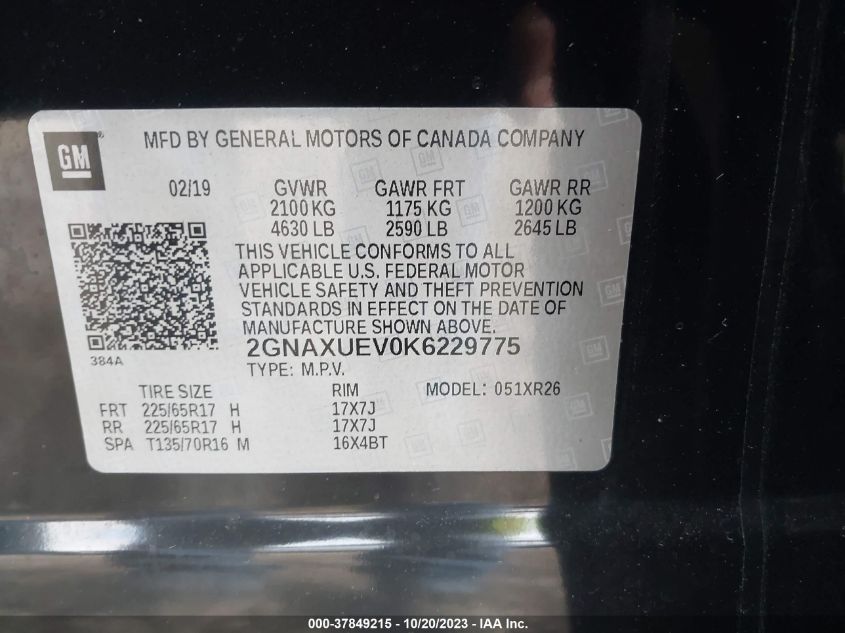 GM
MFD BY GENERAL MOTORS OF CANADA COMPANY
02/19 GVWR GAWR FRT GAWR RR
2100 KG 1175 KG 1200 KG
4630 LB 2590 LB 2645 LB
THIS VEHICLE CONFORMS TO ALL
APPLICABLE U.S. FEDERAL MOTOR
VEHICLE SAFETY AND THEFT PREVENTION
STANDARDS IN EFFECT ON THE DATE OF
MANUFACTURE SHOWN ABOVE.
384A
2GNAXUEV0K6229775
TYPE: M.P.V.
TIRE SIZE RIM MODEL: 051XR26
FRT 225/65R17 H 17X7J
RR 225/65R17 H 17X7J
SPA T135/70R16 M 16X4BT
000-37849215 - 10/20/2023 - IAA Inc.